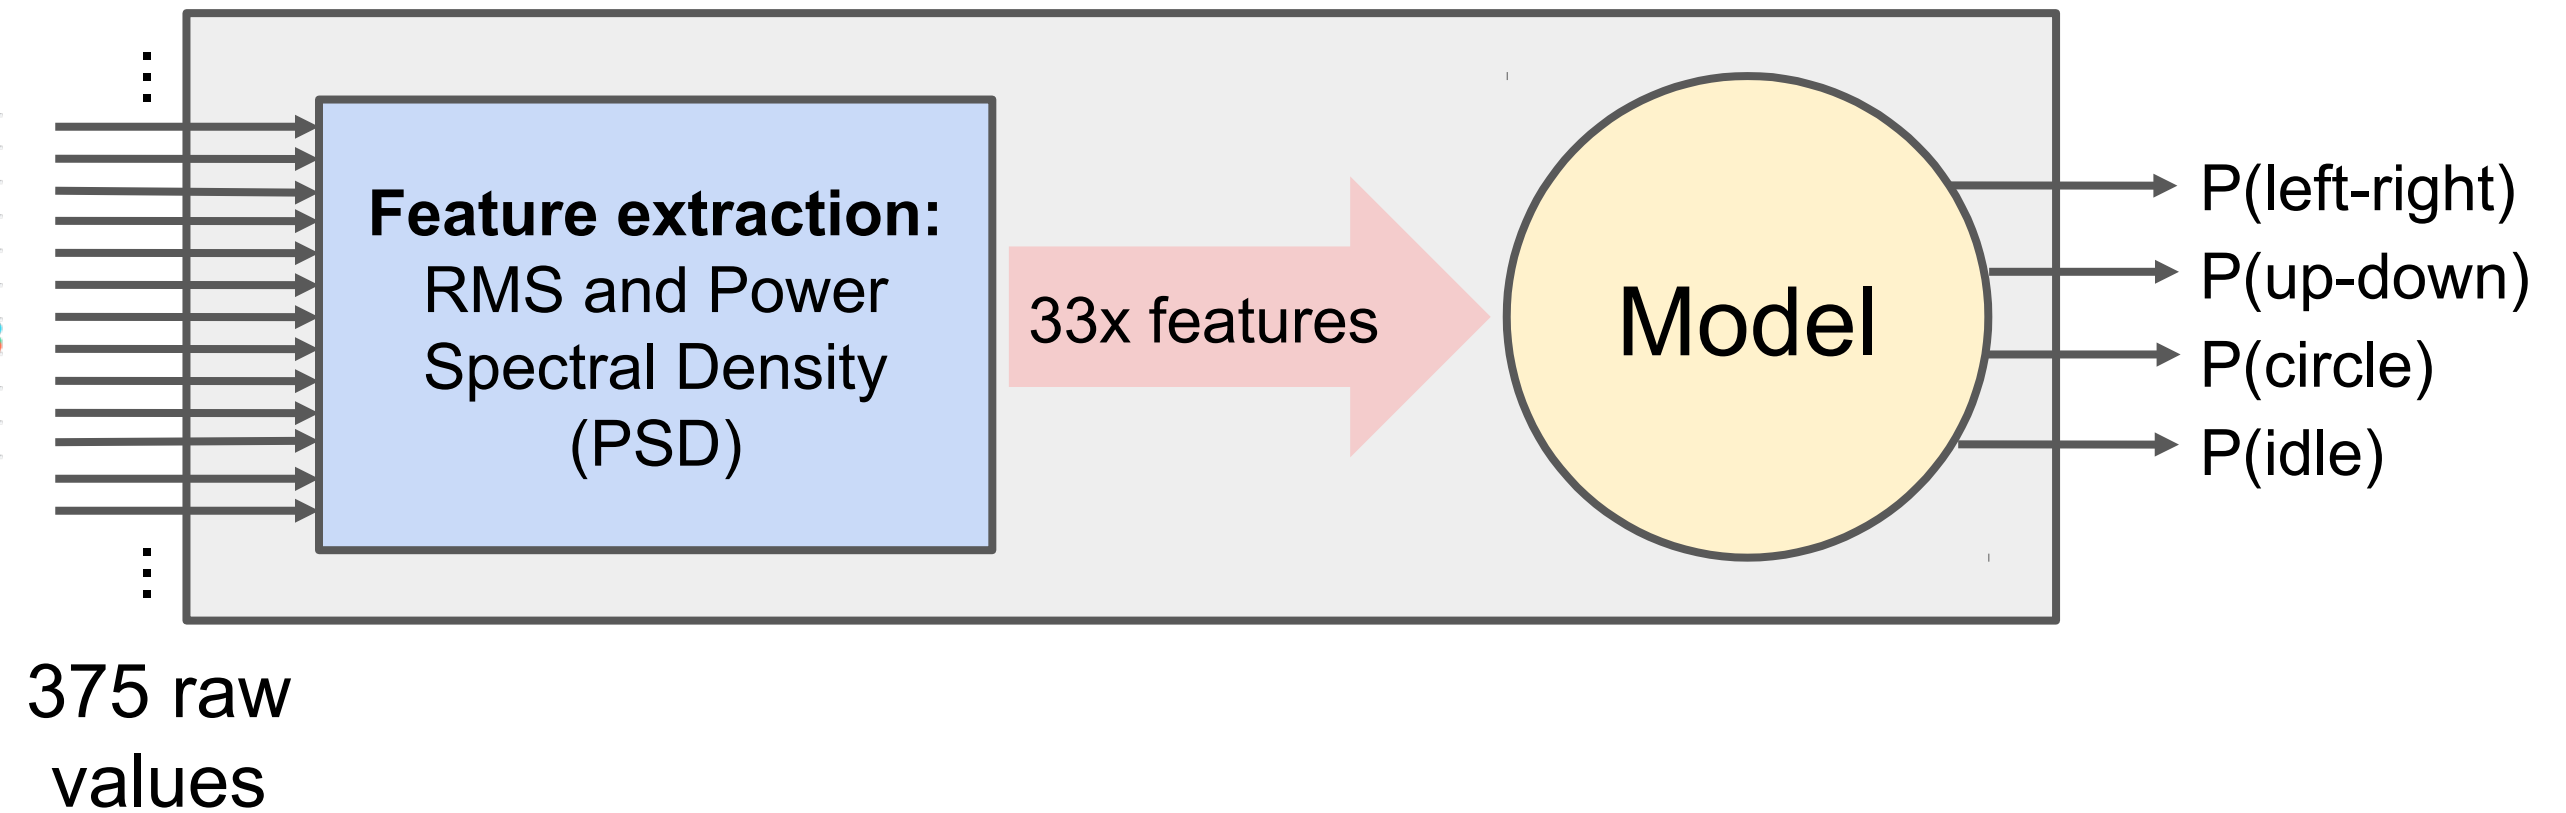 Feature extraction:
RMS and Power
Spectral Density
(PSD)
33x features
Model
P(left-right)
P(up-down)
P(circle)
P(idle)
375 raw
values